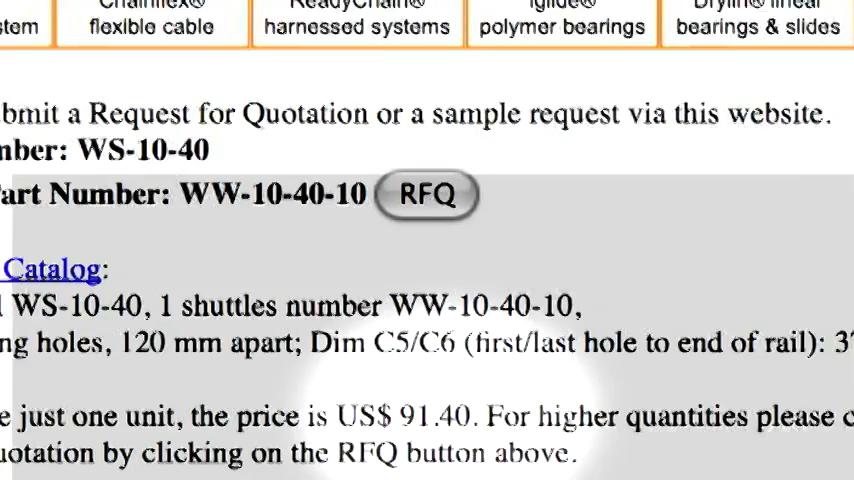 Chainflex® ReadyChain® iglide® DryLin® linear
stem flexible cable harnessed systems polymer bearings bearings & slides
bmit a Request for Quotation or a sample request via this website.
mber: WS-10-40
Part Number: WW-10-40-10 RFQ
Catalog:
WS-10-40, 1 shuttles number WW-10-40-10,
ng holes, 120 mm apart; Dim C5/C6 (first/last hole to end of rail): 3
e just one unit, the price is US$ 91.40. For higher quantities please c
uotation by clicking on the RFQ button above.